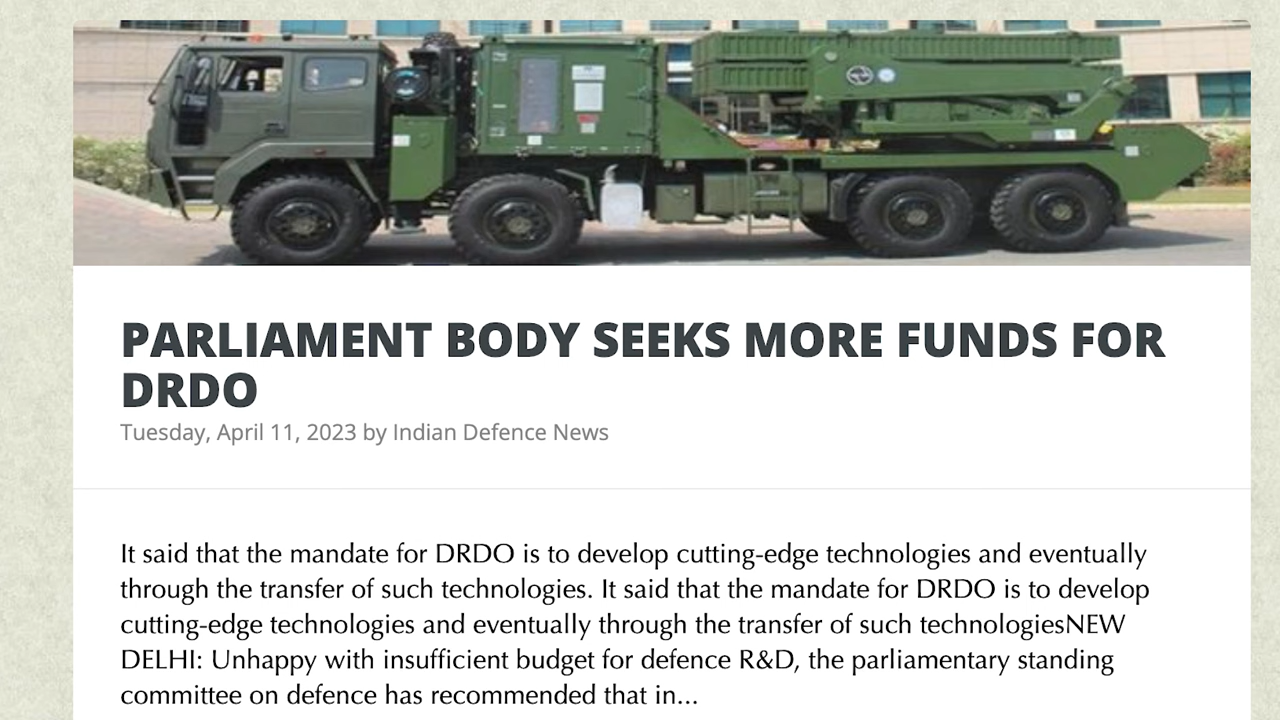 PARLIAMENT BODY SEEKS MORE FUNDS FOR
DRDO
Tuesday, April 11, 2023 by Indian Defence News
It said that the mandate for DRDO is to develop cutting-edge technologies and eventually
through the transfer of such technologies. It said that the mandate for DRDO is to develop
cutting-edge technologies and eventually through the transfer of such technologiesNEW
DELHI: Unhappy with insufficient budget for defence R&D, the parliamentary standing
committee on defence has recommended that in...